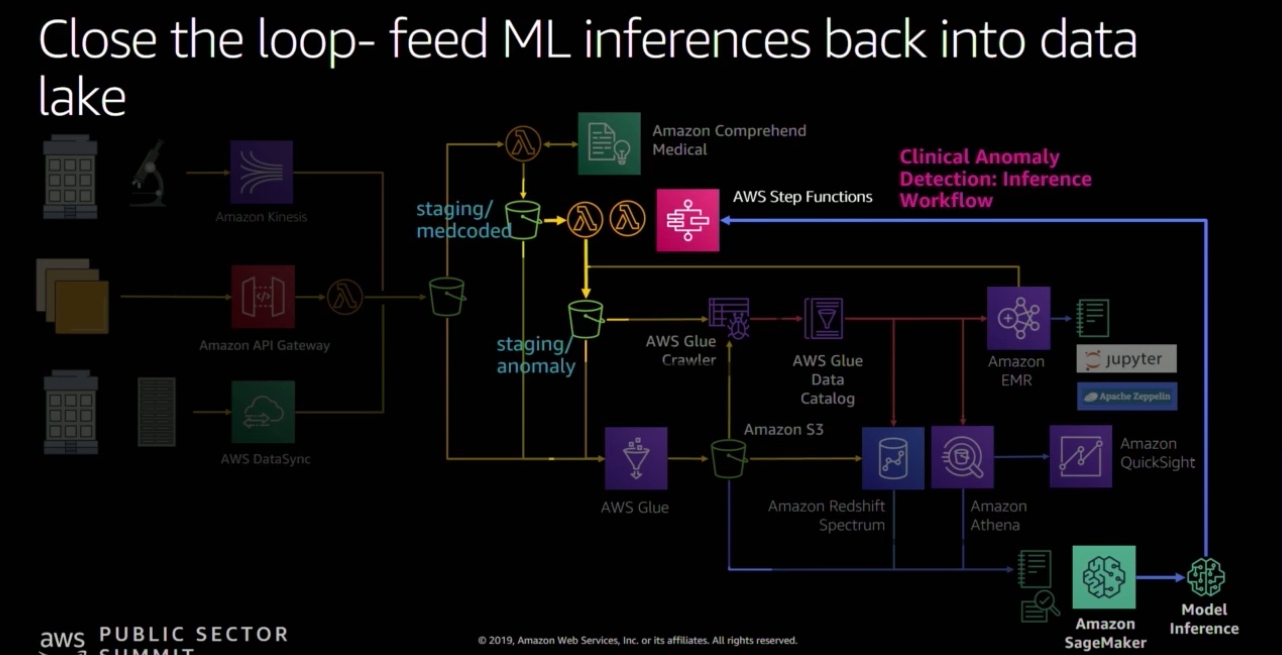 Close the loop- feed ML inferences back into data
lake
Amazon Comprehend
Medical
Clinical Anomaly
Detection: Inference
Workflow
AWS Step Functions
staging/
medcoded
Amazon Kinesis
Amazon API Gateway
staging/
anomaly
AWS Glue
Crawler
AWS Glue
Data
Catalog
Amazon
EMR
jupyter
Apache Zeppelin
AWS DataSync
AWS Glue
Amazon S3
Amazon Redshift
Spectrum
Amazon
Athena
Amazon
QuickSight
Amazon
SageMaker
Model
Inference
aws
PUBLIC SECTOR
SUMMIT
© 2019, Amazon Web Services, Inc. or its affiliates. All rights reserved.